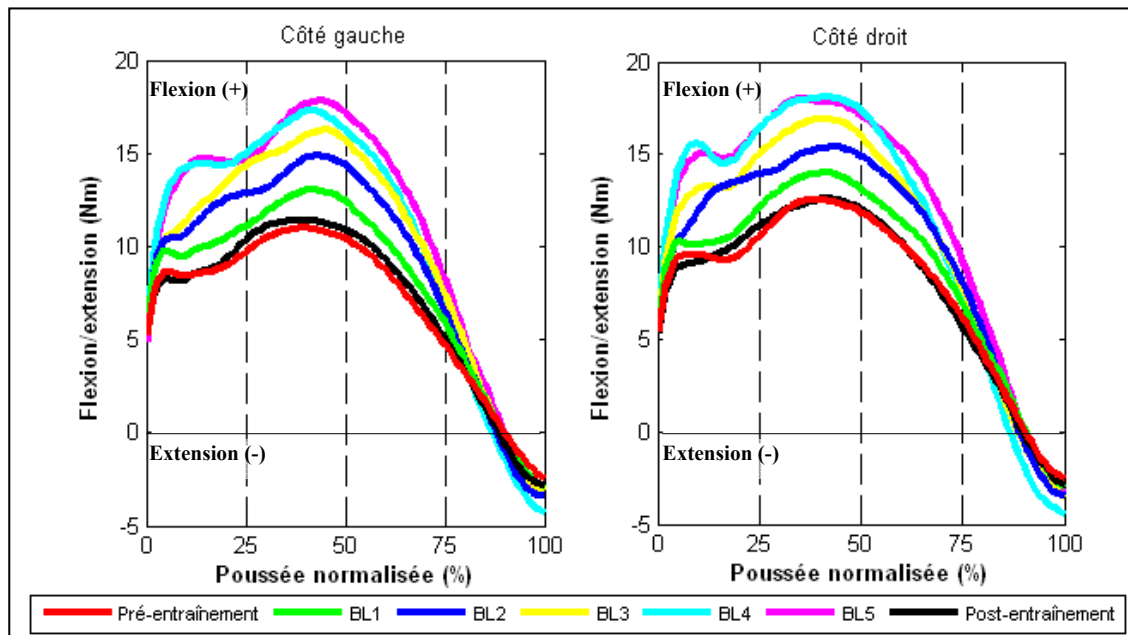 Côté gauche
Côté droit
20
Flexion (+)
15
10
5
0
Extension (-)
-5
0 25 50 75 100
Flexion/extension (Nm)
Poussée normalisée (%)
20
Flexion (+)
15
10
5
0
Extension (-)
-5
0 25 50 75 100
Flexion/extension (Nm)
Poussée normalisée (%)
Pré-entraînement BL1 BL2 BL3 BL4 BL5 Post-entraînement